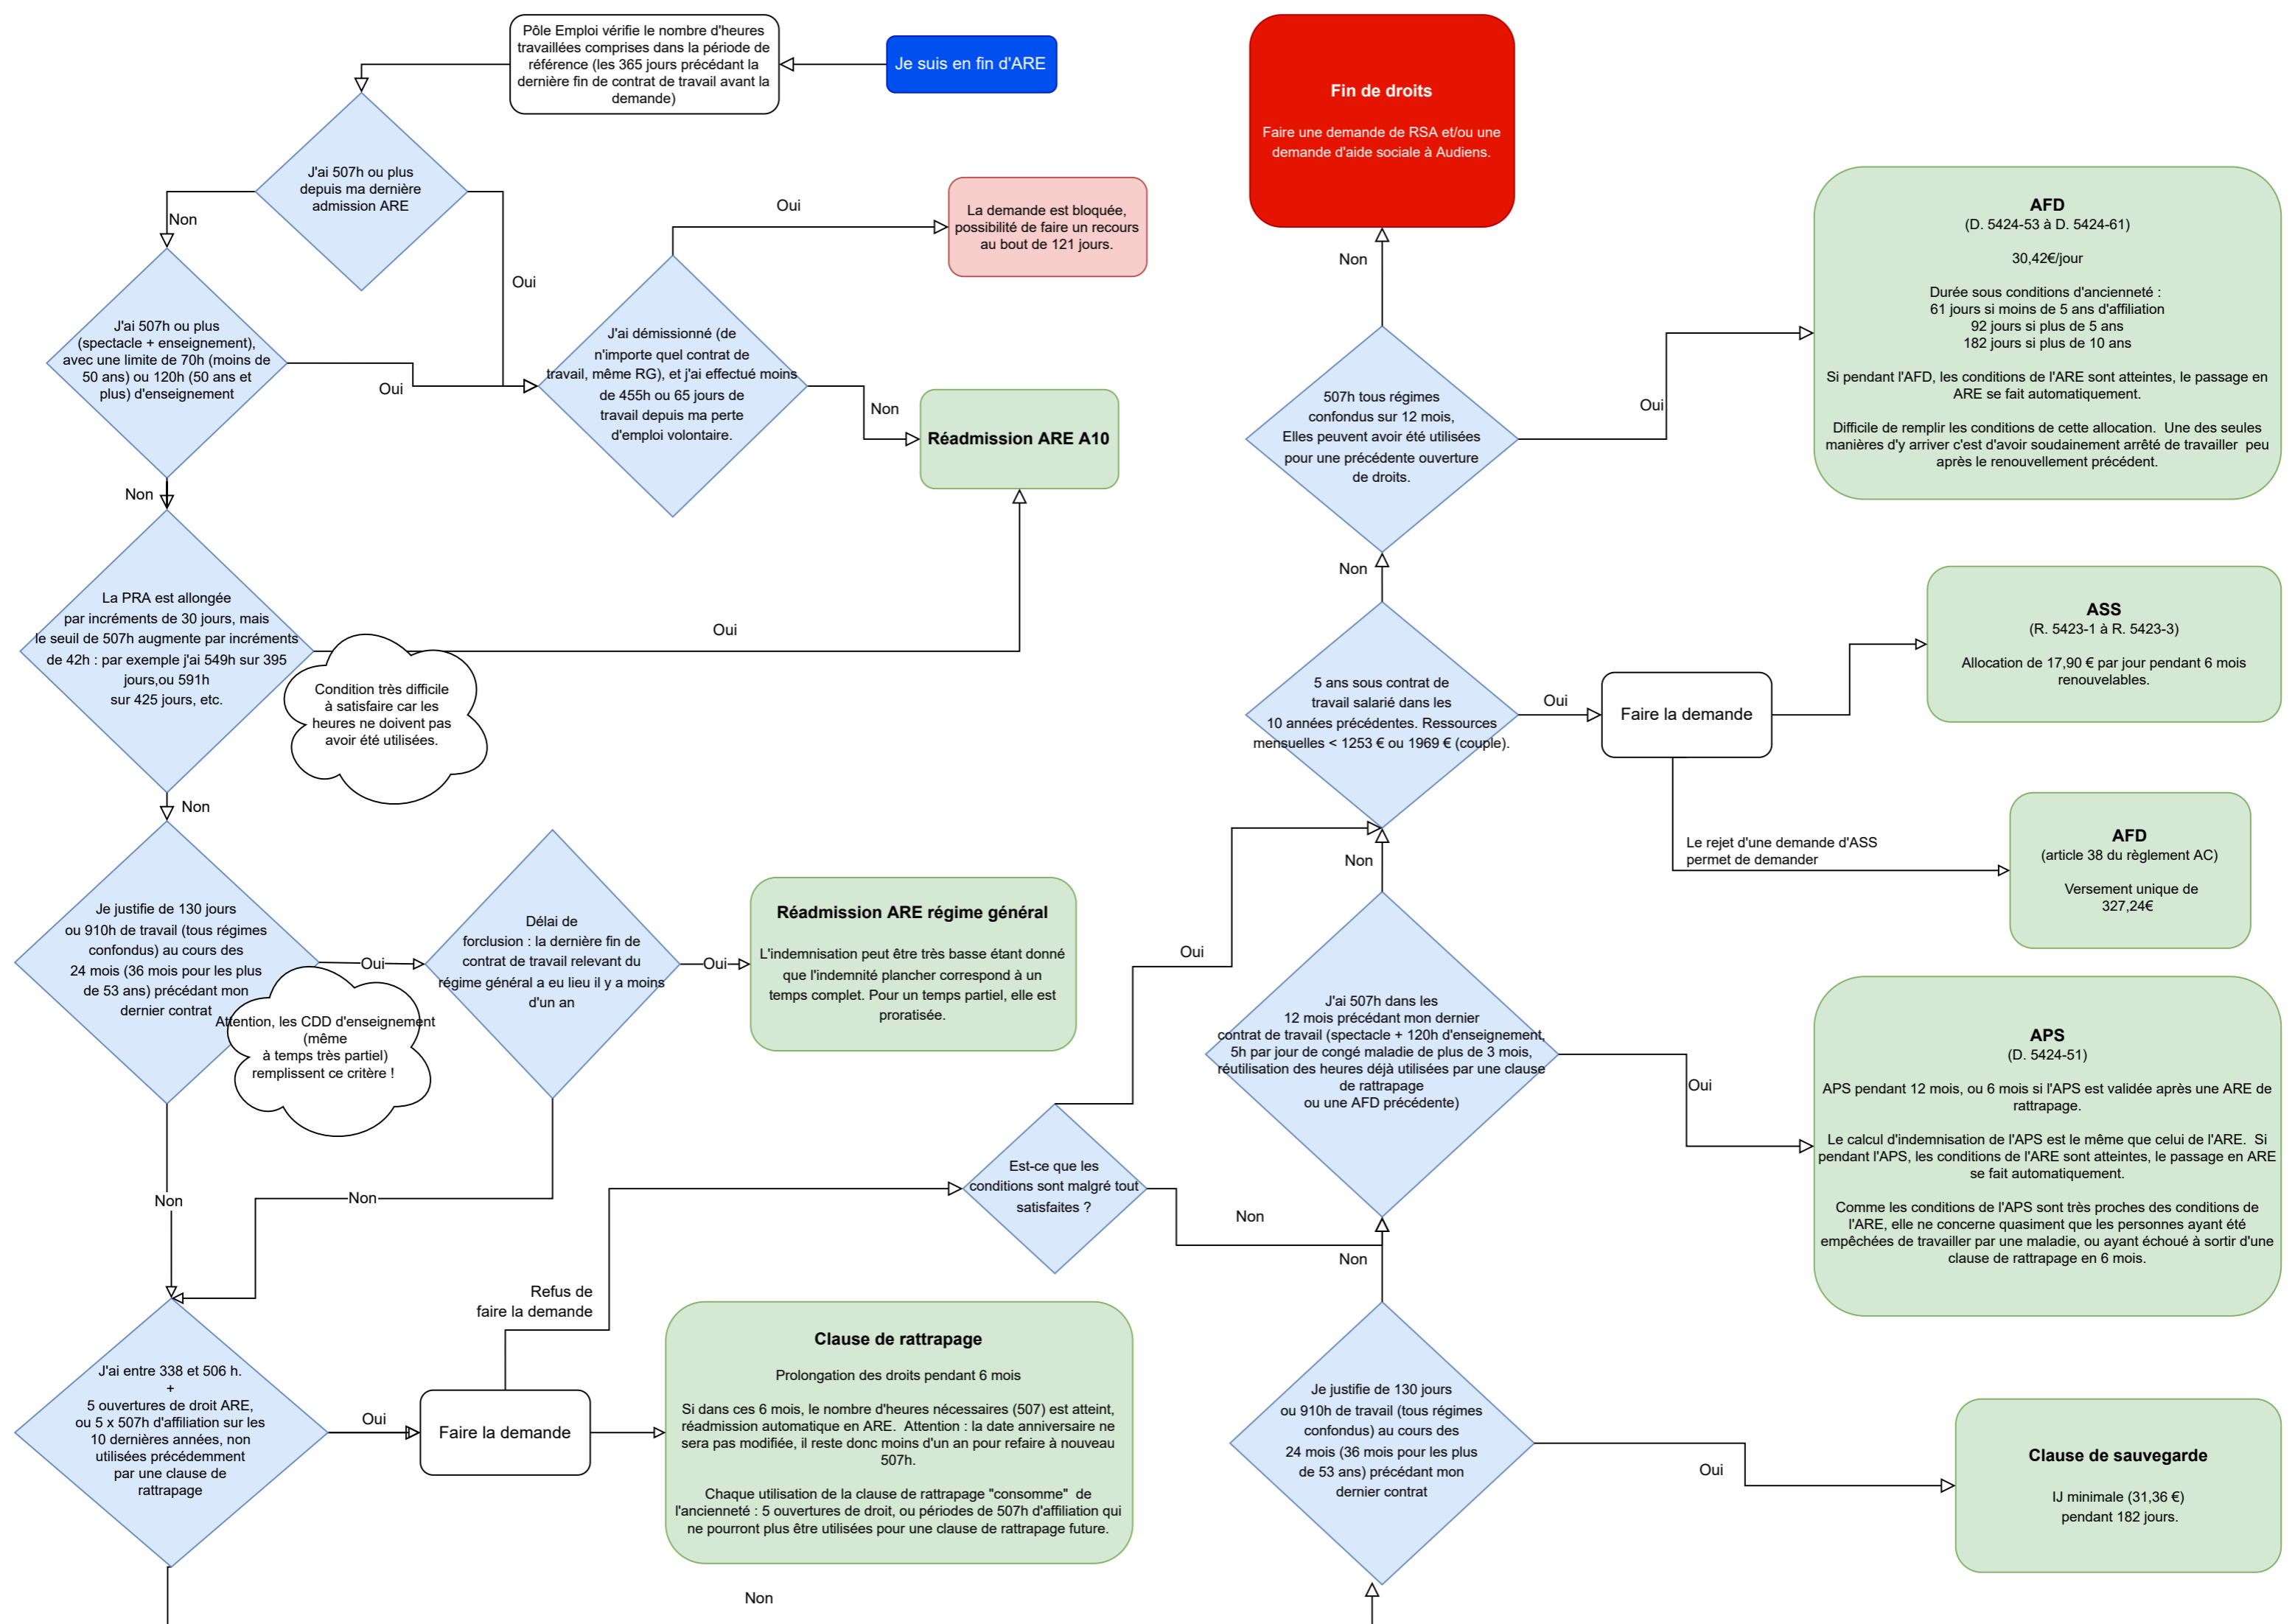 Pôle Emploi vérifie le nombre d'heures
travaillées comprises dans la période de
référence (les 365 jours précédant la
dernière fin de contrat de travail avant la
demande)
Je suis en fin d'ARE
J'ai 507h ou plus
depuis ma dernière
admission ARE
Non
Oui
J'ai 507h ou plus
(spectacle + enseignement),
avec une limite de 70h (moins de
50 ans) ou 120h (50 ans et
plus) d'enseignement
Oui
Non
J'ai démissionné (de
n'importe quel contrat de
travail, même RG), et j'ai effectué moins
de 455h ou 65 jours de
travail depuis ma perte
d'emploi volontaire.
Oui
La demande est bloquée,
possibilité de faire un recours
au bout de 121 jours.
Non
Réadmission ARE A10
La PRA est allongée
par incréments de 30 jours, mais
le seuil de 507h augmente par incréments
de 42h : par exemple j'ai 549h sur 395
jours,ou 591h
sur 425 jours, etc.
Oui
Condition très difficile
à satisfaire car les
heures ne doivent pas
avoir été utilisées.
Non
Je justifie de 130 jours
ou 910h de travail (tous régimes
confondus) au cours des
24 mois (36 mois pour les plus
de 53 ans) précédant mon
dernier contrat
Oui
Attention, les CDD d'enseignement
(même
à temps très partiel)
remplissent ce critère !
Délai de
forclusion : la dernière fin de
contrat de travail relevant du
régime général a eu lieu il y a moins
d'un an
Oui
Réadmission ARE régime général
L'indemnisation peut être très basse étant donné
que l'indemnité plancher correspond à un
temps complet. Pour un temps partiel, elle est
proratisée.
Non
Non
J'ai entre 338 et 506 h.
+
5 ouvertures de droit ARE,
ou 5 x 507h d'affiliation sur les
10 dernières années, non
utilisées précédemment
par une clause de
rattrapage
Oui
Faire la demande
Refus de
faire la demande
Clause de rattrapage
Prolongation des droits pendant 6 mois
Si dans ces 6 mois, le nombre d'heures nécessaires (507) est atteint,
réadmission automatique en ARE. Attention : la date anniversaire ne
sera pas modifiée, il reste donc moins d'un an pour refaire à nouveau
507h.
Chaque utilisation de la clause de rattrapage "consomme" de
l'ancienneté : 5 ouvertures de droit, ou périodes de 507h d'affiliation qui
ne pourront plus être utilisées pour une clause de rattrapage future.
Non
Est-ce que les
conditions sont malgré tout
satisfaites ?
Oui
Non
Fin de droits
Faire une demande de RSA et/ou une
demande d'aide sociale à Audiens.
Non
507h tous régimes
confondus sur 12 mois,
Elles peuvent avoir été utilisées
pour une précédente ouverture
de droits.
Oui
AFD
(D. 5424-53 à D. 5424-61)
30,42€/jour
Durée sous conditions d'ancienneté :
61 jours si moins de 5 ans d'affiliation
92 jours si plus de 5 ans
182 jours si plus de 10 ans
Si pendant l'AFD, les conditions de l'ARE sont atteintes, le passage en
ARE se fait automatiquement.
Difficile de remplir les conditions de cette allocation. Une des seules
manières d'y arriver c'est d'avoir soudainement arrêté de travailler peu
après le renouvellement précédent.
Non
5 ans sous contrat de
travail salarié dans les
10 années précédentes. Ressources
mensuelles < 1253 € ou 1969 € (couple).
Oui
Faire la demande
ASS
(R. 5423-1 à R. 5423-3)
Allocation de 17,90 € par jour pendant 6 mois
renouvelables.
Le rejet d'une demande d'ASS
permet de demander
AFD
(article 38 du règlement AC)
Versement unique de
327,24€
Non
J'ai 507h dans les
12 mois précédant mon dernier
contrat de travail (spectacle + 120h d'enseignement,
5h par jour de congé maladie de plus de 3 mois,
réutilisation des heures déjà utilisées par une clause
de rattrapage
ou une AFD précédente)
Oui
APS
(D. 5424-51)
APS pendant 12 mois, ou 6 mois si l'APS est validée après une ARE de
rattrapage.
Le calcul d'indemnisation de l'APS est le même que celui de l'ARE. Si
pendant l'APS, les conditions de l'ARE sont atteintes, le passage en ARE
se fait automatiquement.
Comme les conditions de l'APS sont très proches des conditions de
l'ARE, elle ne concerne quasiment que les personnes ayant été
empêchées de travailler par une maladie, ou ayant échoué à sortir d'une
clause de rattrapage en 6 mois.
Non
Je justifie de 130 jours
ou 910h de travail (tous régimes
confondus) au cours des
24 mois (36 mois pour les plus
de 53 ans) précédant mon
dernier contrat
Oui
Clause de sauvegarde
IJ minimale (31,36 €)
pendant 182 jours.